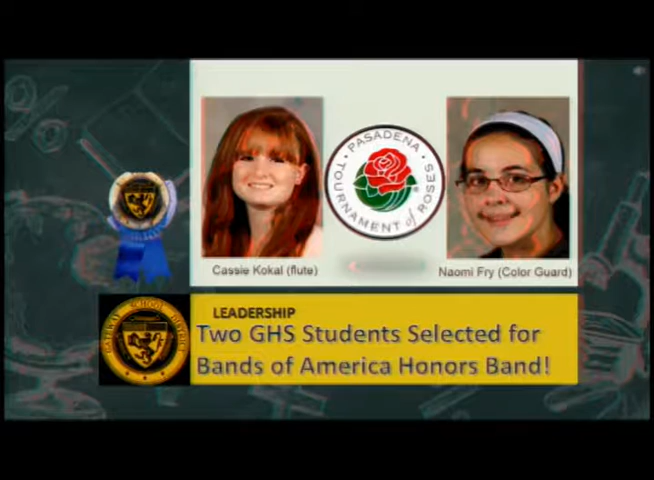 PASADENA
TOURNAMENT of ROSES
Cassie Kokal (flute)
Naomi Fry (Color Guard)
LEADERSHIP
Two GHS Students Selected for
Bands of America Honors Band!